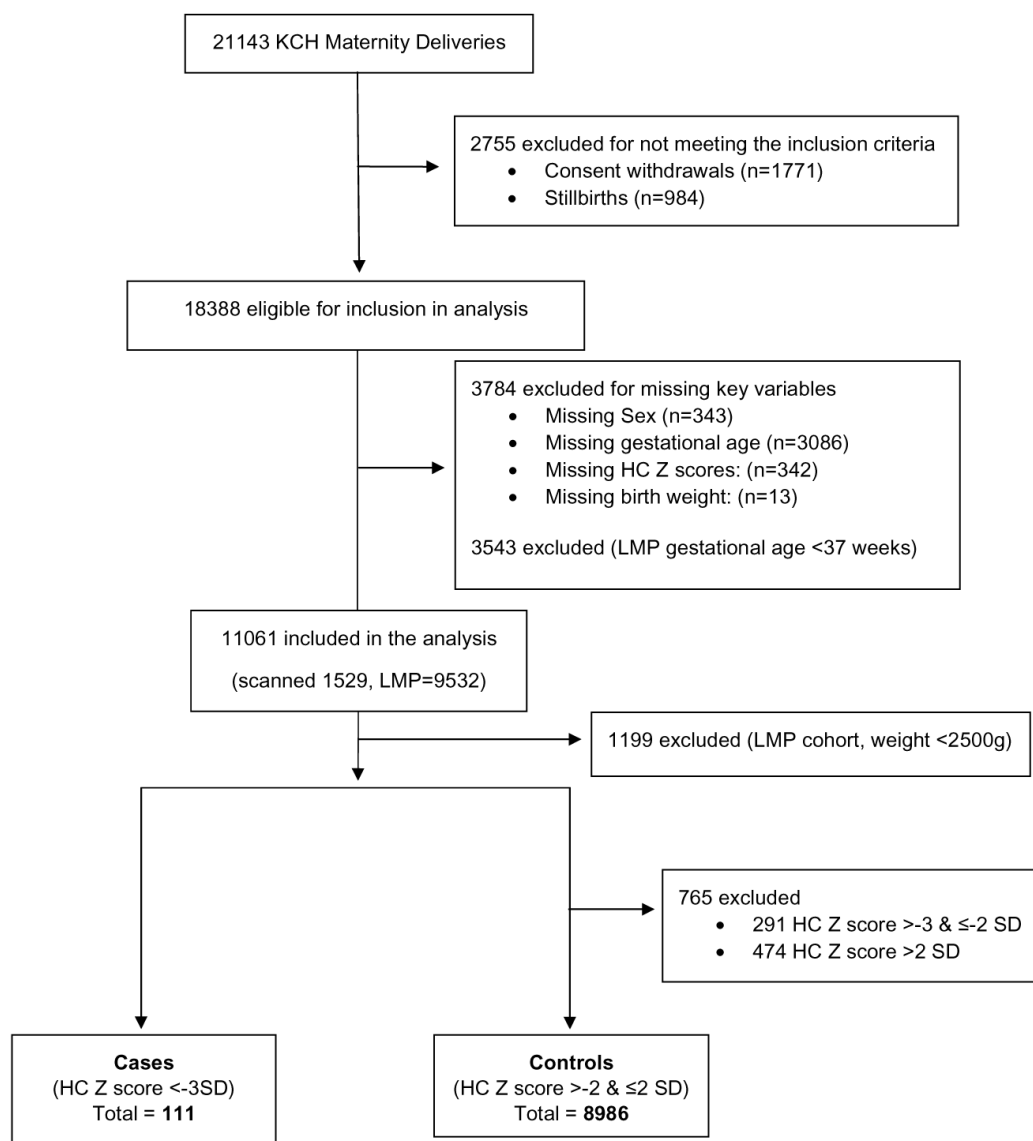 21143 KCH Maternity Deliveries
2755 excluded for not meeting the inclusion criteria
• Consent withdrawals (n=1771)
• Stillbirths (n=984)
18388 eligible for inclusion in analysis
3784 excluded for missing key variables
• Missing Sex (n=343)
• Missing gestational age (n=3086)
• Missing HC Z scores: (n=342)
• Missing birth weight: (n=13)
3543 excluded (LMP gestational age <37 weeks)
11061 included in the analysis
(scanned 1529, LMP=9532)
1199 excluded (LMP cohort, weight <2500g)
765 excluded
• 291 HC Z score >-3 & ≤-2 SD
• 474 HC Z score >2 SD
Cases
(HC Z score <-3SD)
Total = 111
Controls
(HC Z score >-2 & ≤2 SD)
Total = 8986